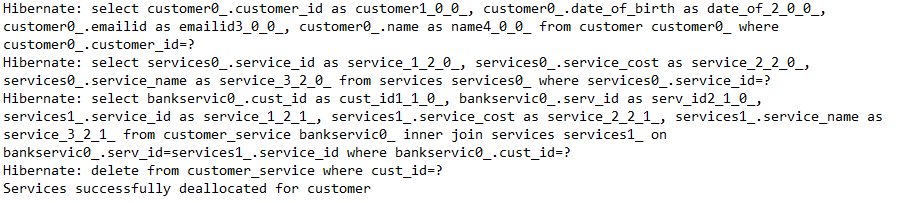 Hibernate: select customer0_.customer_id as customer1_0_0_, customer0_.date_of_birth as date_of_2_0_0_,
customer0_.emailid as emailid3_0_0_, customer0_.name as name4_0_0_ from customer customer0_ where
customer0_.customer_id=?
Hibernate: select services0_.service_id as service_1_2_0_, services0_.service_cost as service_2_2_0_,
services0_.service_name as service_3_2_0_ from services services0_ where services0_.service_id=?
Hibernate: select bankservic0_.cust_id as cust_id1_1_0_, bankservic0_.serv_id as serv_id2_1_0_,
services1_.service_id as service_1_2_1_, services1_.service_cost as service_2_2_1_, services1_.service_name as
service_3_2_1_ from customer_service bankservic0_ inner join services services1_ on
bankservic0_.serv_id=services1_.service_id where bankservic0_.cust_id=?
Hibernate: delete from customer_service where cust_id=?
Services successfully deallocated for customer